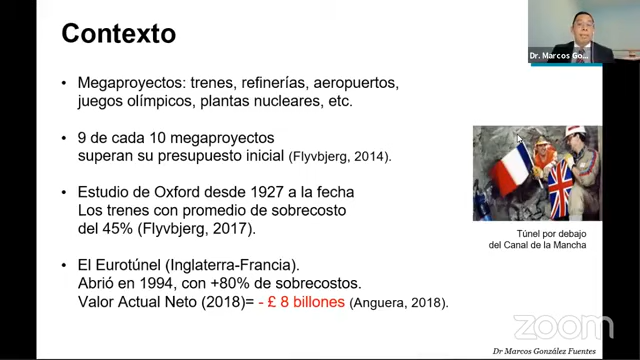 Contexto
Dr. Marcos Go...
• Megaproyectos: trenes, refinerías, aeropuertos,
juegos olímpicos, plantas nucleares, etc.
• 9 de cada 10 megaproyectos
superan su presupuesto inicial (Flyvbjerg, 2014).
• Estudio de Oxford desde 1927 a la fecha
Los trenes con promedio de sobrecosto
del 45% (Flyvbjerg, 2017).
Túnel por debajo
del Canal de la Mancha
• El Eurotúnel (Inglaterra-Francia).
Abrió en 1994, con +80% de sobrecostos.
Valor Actual Neto (2018)= - £ 8 billones (Anguera, 2018).
zoom
Dr Marcos González Fuentes